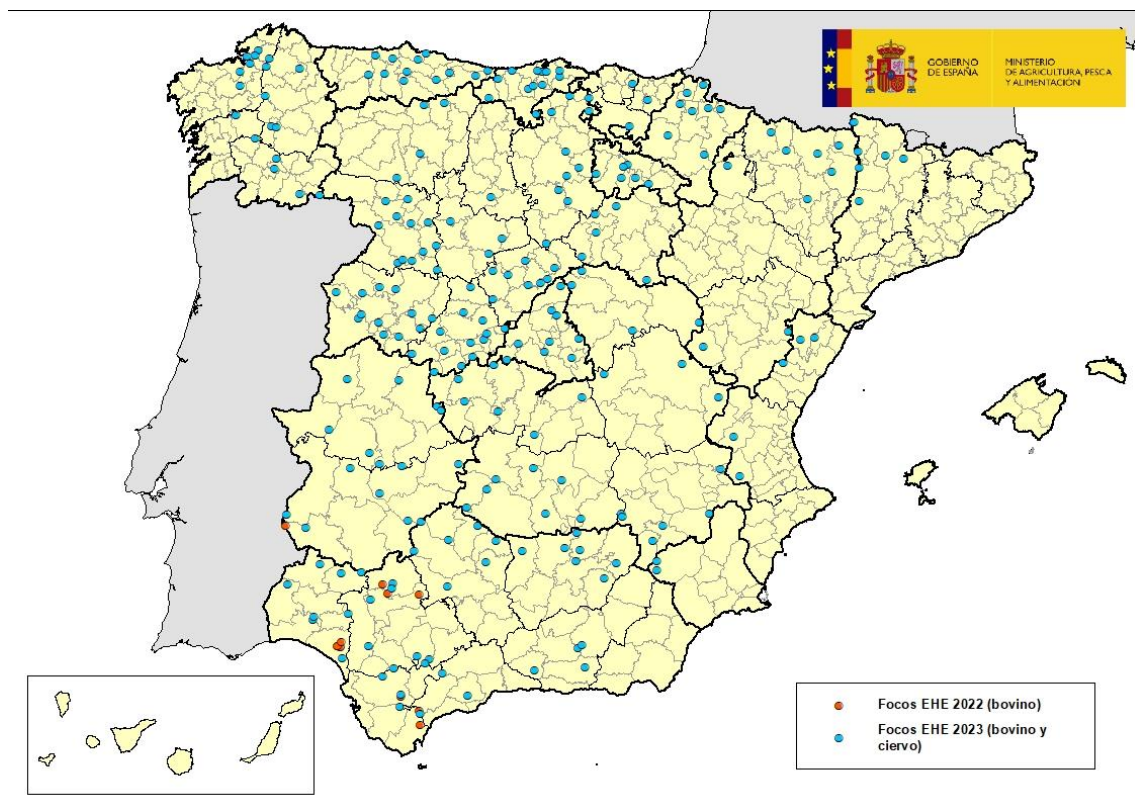 GOBIERNO
DE ESPAÑA
MINISTERIO
DE AGRICULTURA, PESCA
Y ALIMENTACIÓN
Focos EHE 2022 (bovino)
Focos EHE 2023 (bovino y
ciervo)